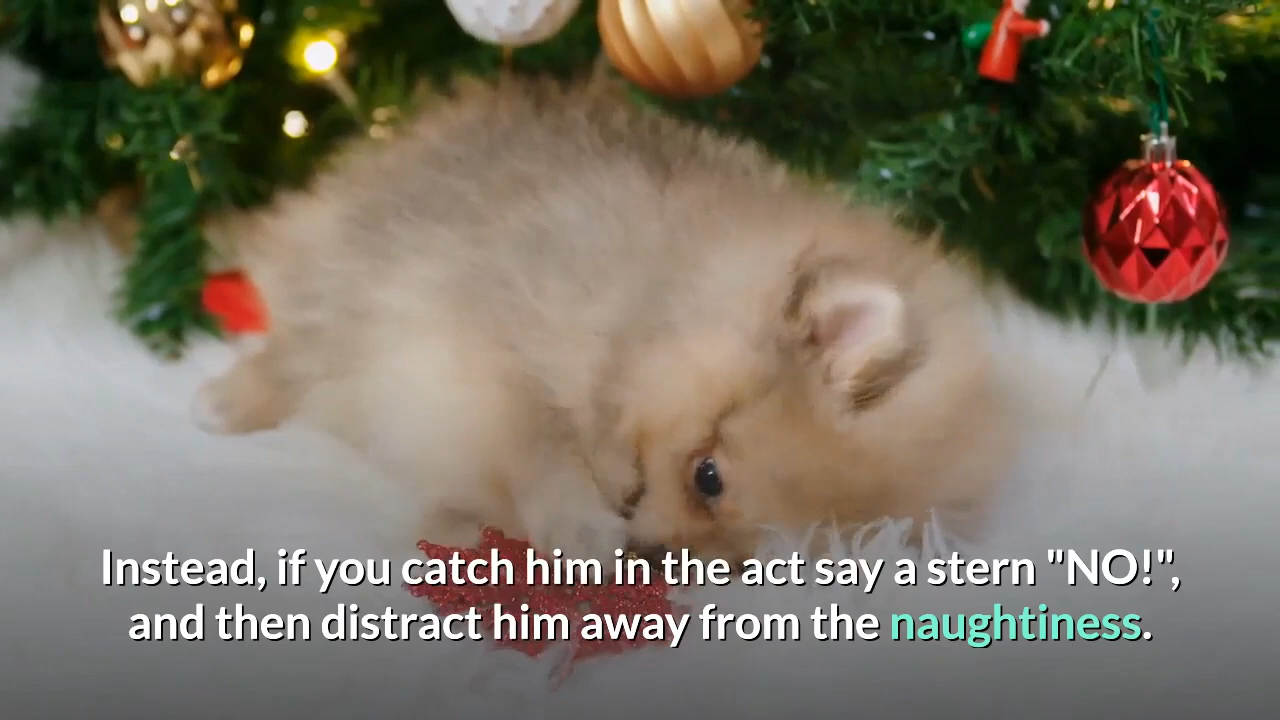 Instead, if you catch him in the act say a stern "NO!",
and then distract him away from the naughtiness.